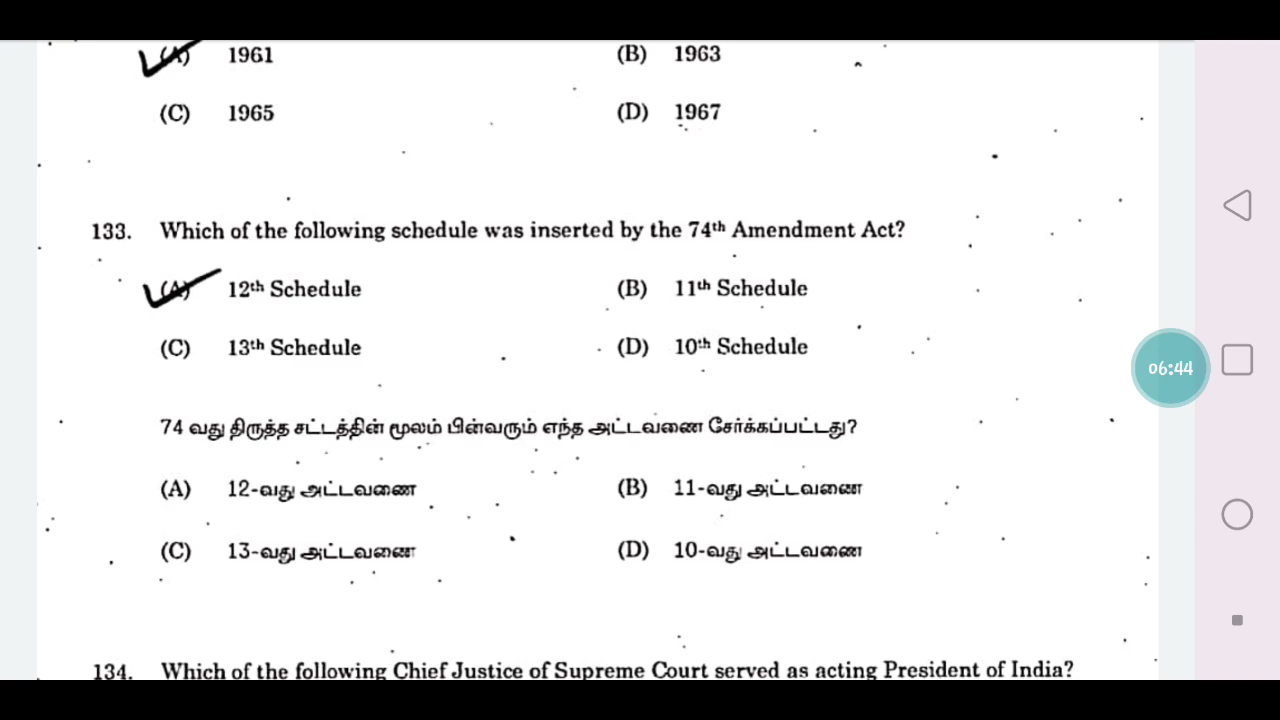 (A) 1961 (B) 1963
(C) 1965 (D) 1967
133. Which of the following schedule was inserted by the 74th Amendment Act?
(A) 12th Schedule (B) 11th Schedule
(C) 13th Schedule (D) 10th Schedule
06:44
74 வது திருத்த சட்டத்தின் மூலம் பின்வரும் எந்த அட்டவணை சேர்க்கப்பட்டது?
(A) 12-வது அட்டவணை (B) 11-வது அட்டவணை
(C) 13-வது அட்டவணை (D) 10-வது அட்டவணை
134. Which of the following Chief Justice of Supreme Court served as acting President of India?